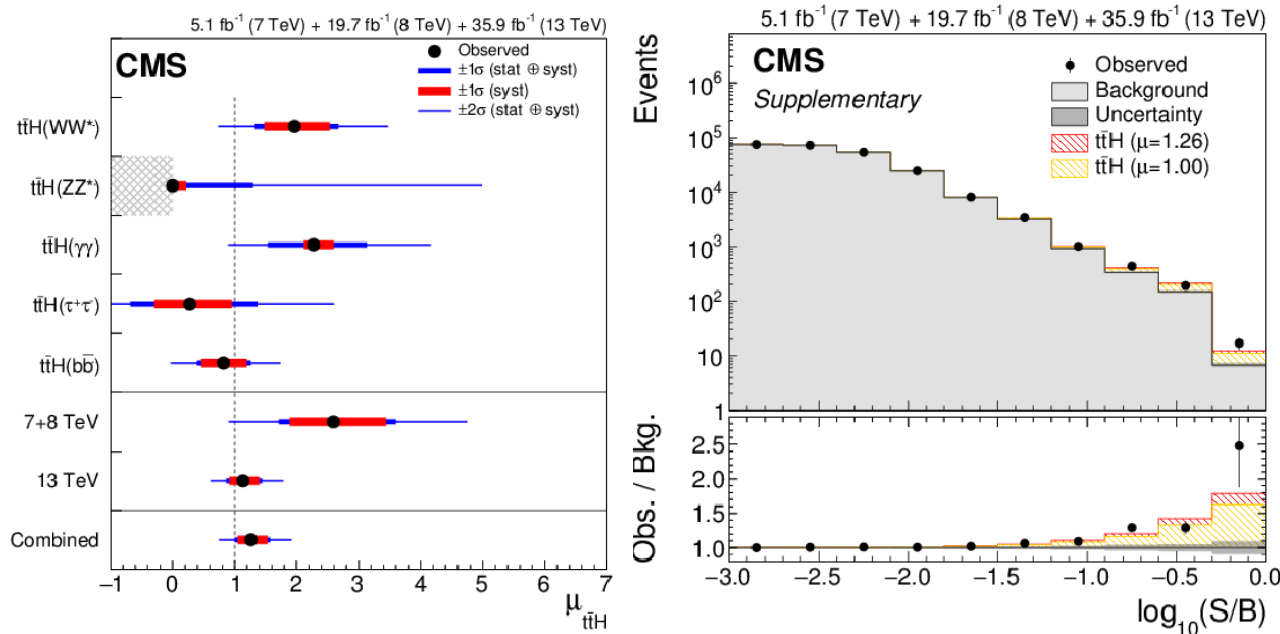 5.1 fb⁻¹ (7 TeV) + 19.7 fb⁻¹ (8 TeV) + 35.9 fb⁻¹ (13 TeV)
CMS
Observed
±1σ (stat ⊕ syst)
±1σ (syst)
±2σ (stat ⊕ syst)
tt̄H(WW*)
tt̄H(ZZ*)
tt̄H(γγ)
tt̄H(τ⁺τ⁻)
tt̄H(bb̄)
7+8 TeV
13 TeV
Combined
−1 0 1 2 3 4 5 6 7
μ_tt̄H
5.1 fb⁻¹ (7 TeV) + 19.7 fb⁻¹ (8 TeV) + 35.9 fb⁻¹ (13 TeV)
CMS
Supplementary
Observed
Background
Uncertainty
tt̄H (μ=1.26)
tt̄H (μ=1.00)
Events
10⁶
10⁵
10⁴
10³
10²
10
1
Obs. / Bkg.
2.5
2.0
1.5
1.0
−3.0 −2.5 −2.0 −1.5 −1.0 −0.5 0.0
log₁₀(S/B)